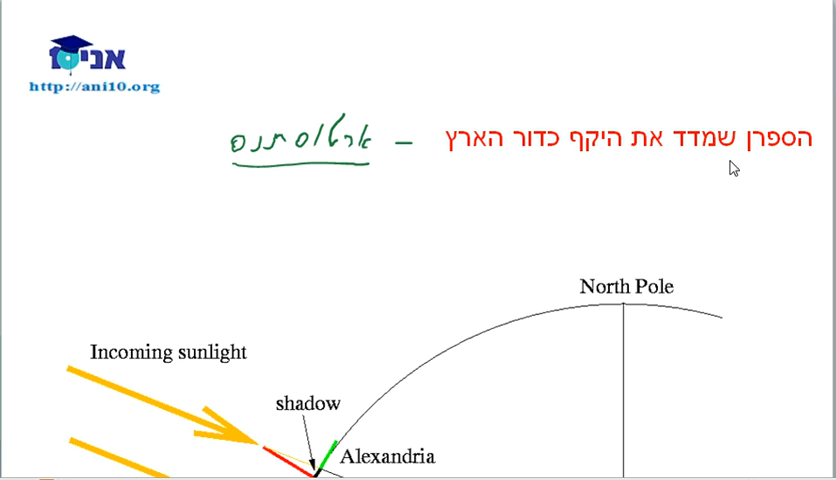 אני10
http://ani10.org
הספרן שמדד את היקף כדור הארץ – ארטוסתנס
North Pole
Incoming sunlight
shadow
Alexandria